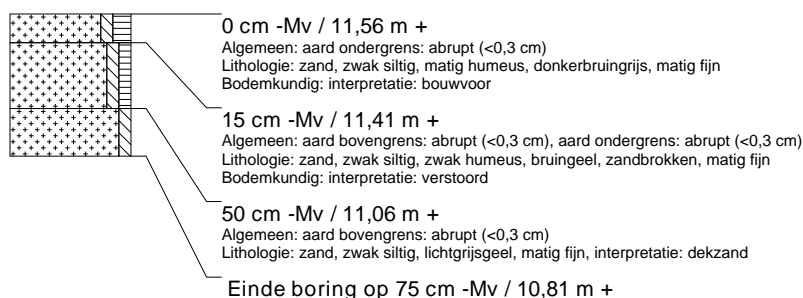 0 cm -Mv / 11,56 m +
Algemeen: aard ondergrens: abrupt (<0,3 cm)
Lithologie: zand, zwak siltig, matig humeus, donkerbruingrijs, matig fijn
Bodemkundig: interpretatie: bouwvoor
15 cm -Mv / 11,41 m +
Algemeen: aard bovengrens: abrupt (<0,3 cm), aard ondergrens: abrupt (<0,3 cm)
Lithologie: zand, zwak siltig, zwak humeus, bruingeel, zandbrokken, matig fijn
Bodemkundig: interpretatie: verstoord
50 cm -Mv / 11,06 m +
Algemeen: aard bovengrens: abrupt (<0,3 cm)
Lithologie: zand, zwak siltig, lichtgrijsgeel, matig fijn, interpretatie: dekzand
Einde boring op 75 cm -Mv / 10,81 m +